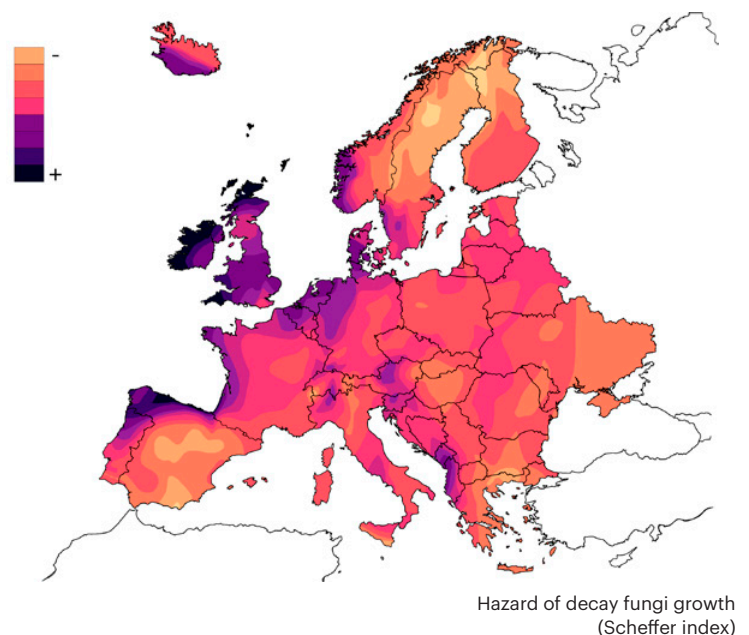 -
+
Hazard of decay fungi growth
(Scheffer index)